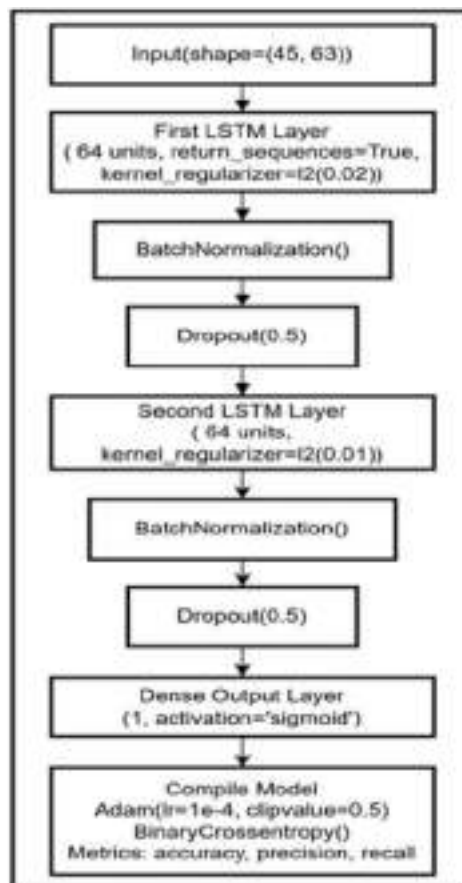 Input(shape=(45, 63))
First LSTM Layer
( 64 units, return_sequences=True,
kernel_regularizer=l2(0.02))
BatchNormalization()
Dropout(0.5)
Second LSTM Layer
( 64 units,
kernel_regularizer=l2(0.01))
BatchNormalization()
Dropout(0.5)
Dense Output Layer
(1, activation='sigmoid')
Compile Model
Adam(lr=1e-4, clipvalue=0.5)
BinaryCrossentropy()
Metrics: accuracy, precision, recall